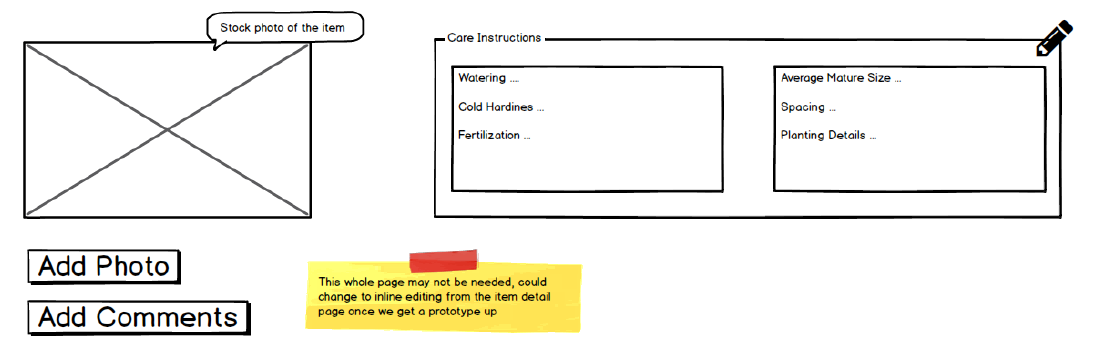 Stock photo of the item
Care Instructions
Watering ....
Cold Hardines ...
Fertilization ...
Average Mature Size ...
Spacing ...
Planting Details ...
Add Photo
Add Comments
This whole page may not be needed, could
change to inline editing from the item detail
page once we get a prototype up